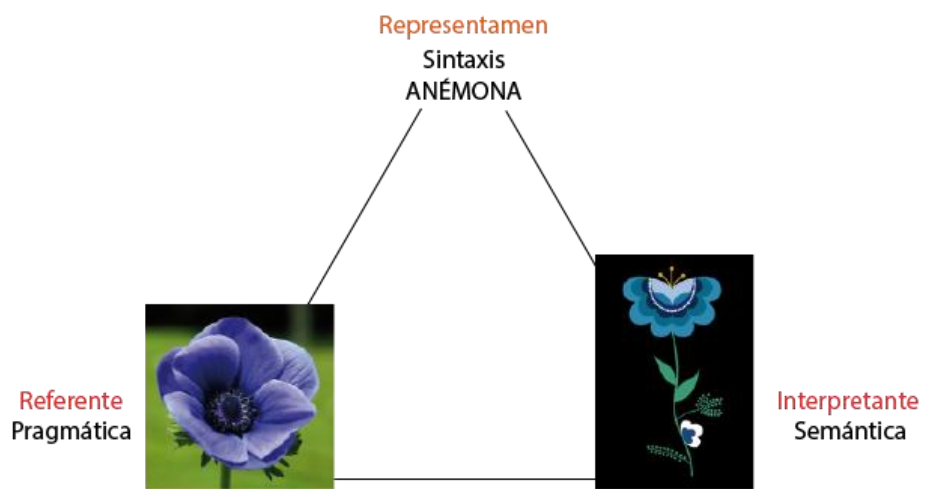 Representamen
Sintaxis
ANÉMONA
Referente
Pragmática
Interpretante
Semántica